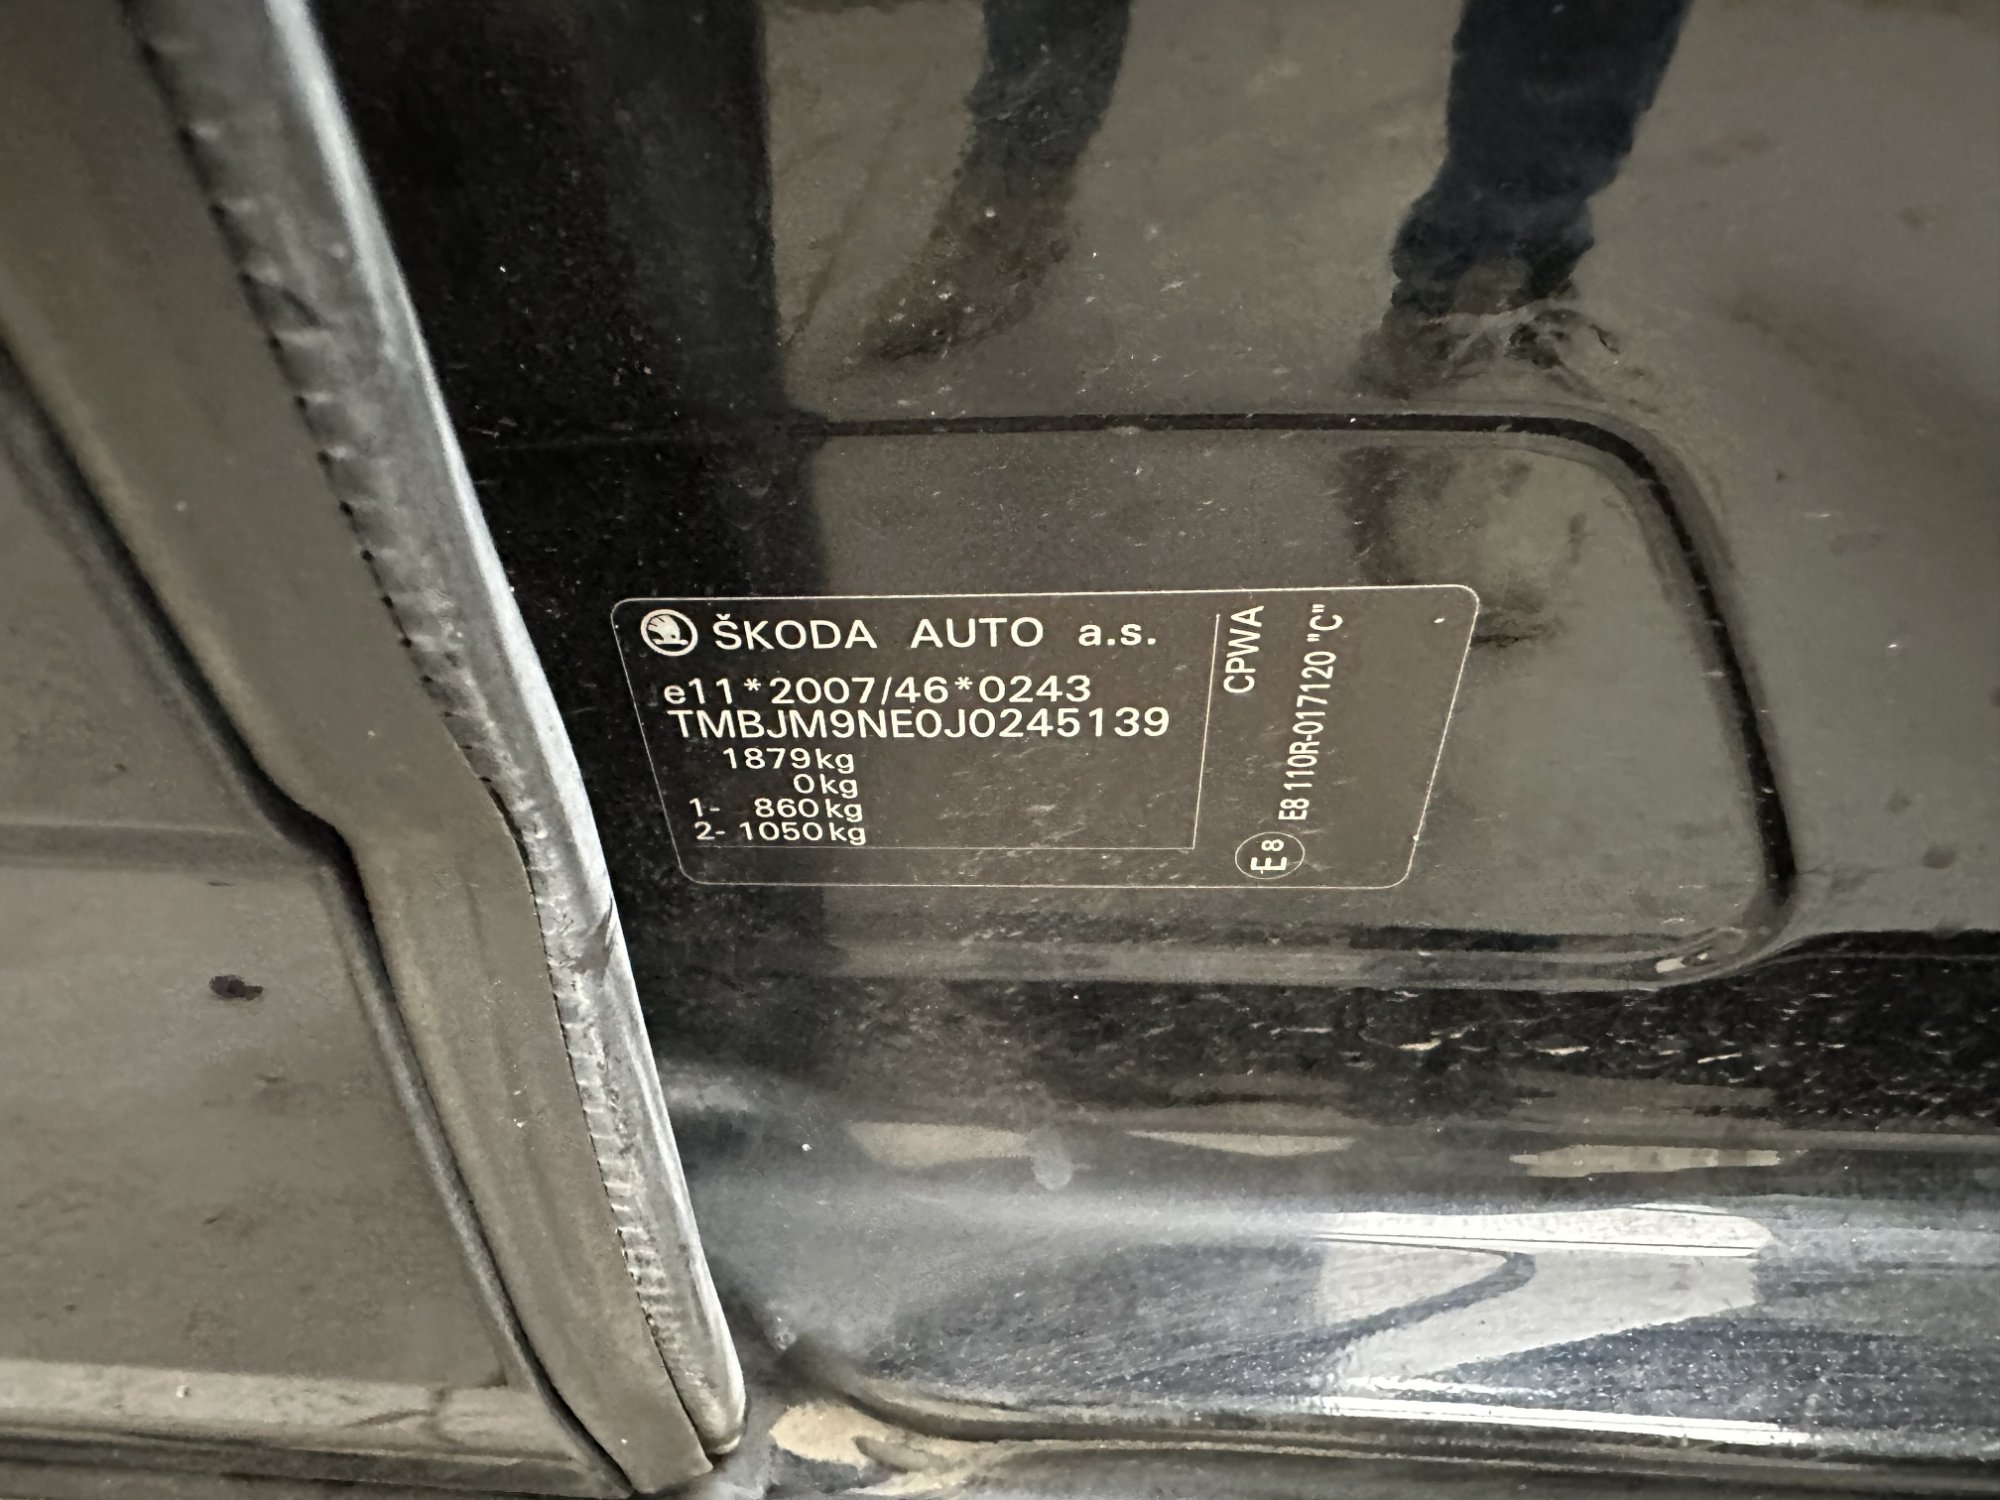 ŠKODA AUTO a.s.
e11*2007/46*0243
TMBJM9NE0J0245139
1879kg
0kg
1- 860kg
2- 1050kg
CPWA
E8 110R-017120 "C"
E8